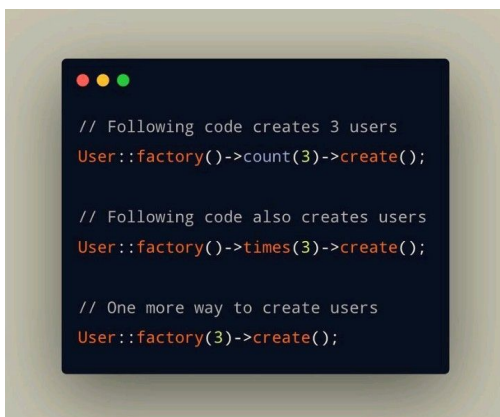 // Following code creates 3 users
User::factory()->count(3)->create();
// Following code also creates users
User::factory()->times(3)->create();
// One more way to create users
User::factory(3)->create();